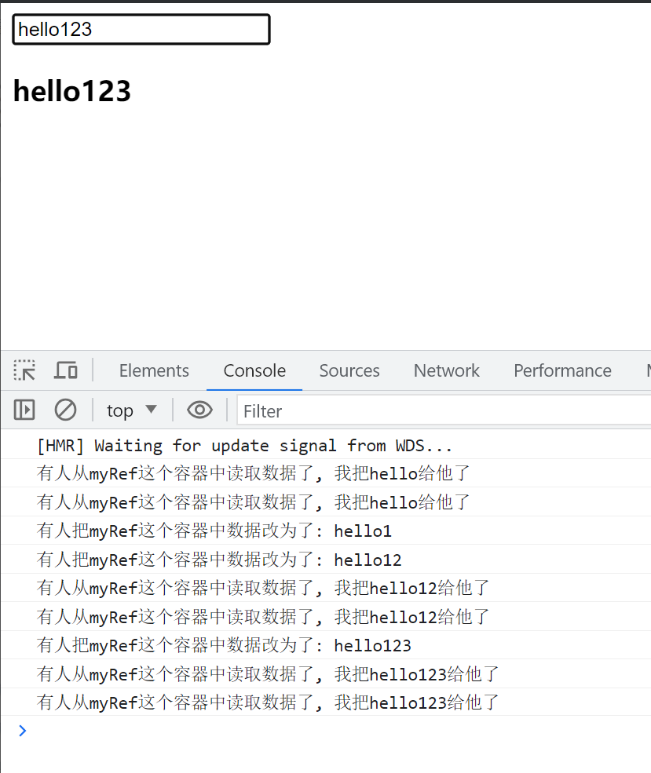 hello123
hello123
Elements Console Sources Network Performance
top Filter
[HMR] Waiting for update signal from WDS...
有人从myRef这个容器中读取数据了, 我把hello给他了
有人从myRef这个容器中读取数据了, 我把hello给他了
有人把myRef这个容器中数据改为了: hello1
有人把myRef这个容器中数据改为了: hello12
有人从myRef这个容器中读取数据了, 我把hello12给他了
有人从myRef这个容器中读取数据了, 我把hello12给他了
有人把myRef这个容器中数据改为了: hello123
有人从myRef这个容器中读取数据了, 我把hello123给他了
有人从myRef这个容器中读取数据了, 我把hello123给他了